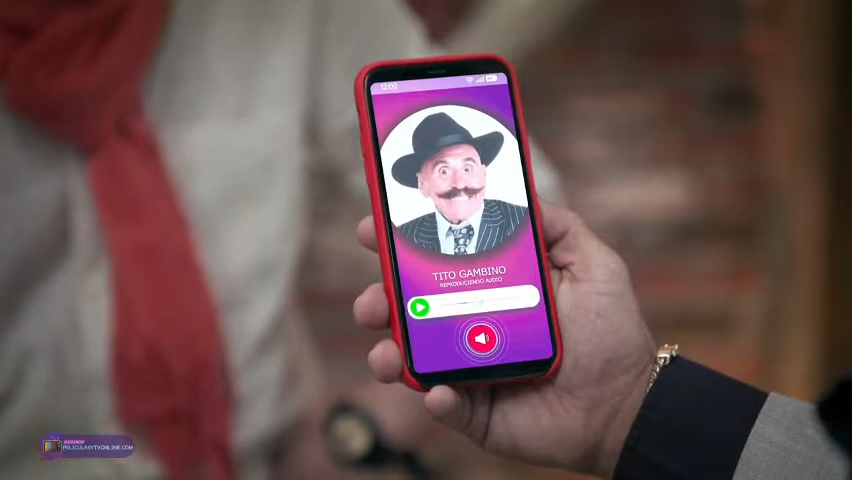 12:00
TITO GAMBINO
REPRODUCIENDO AUDIO
PELICULASYTVONLINE.COM